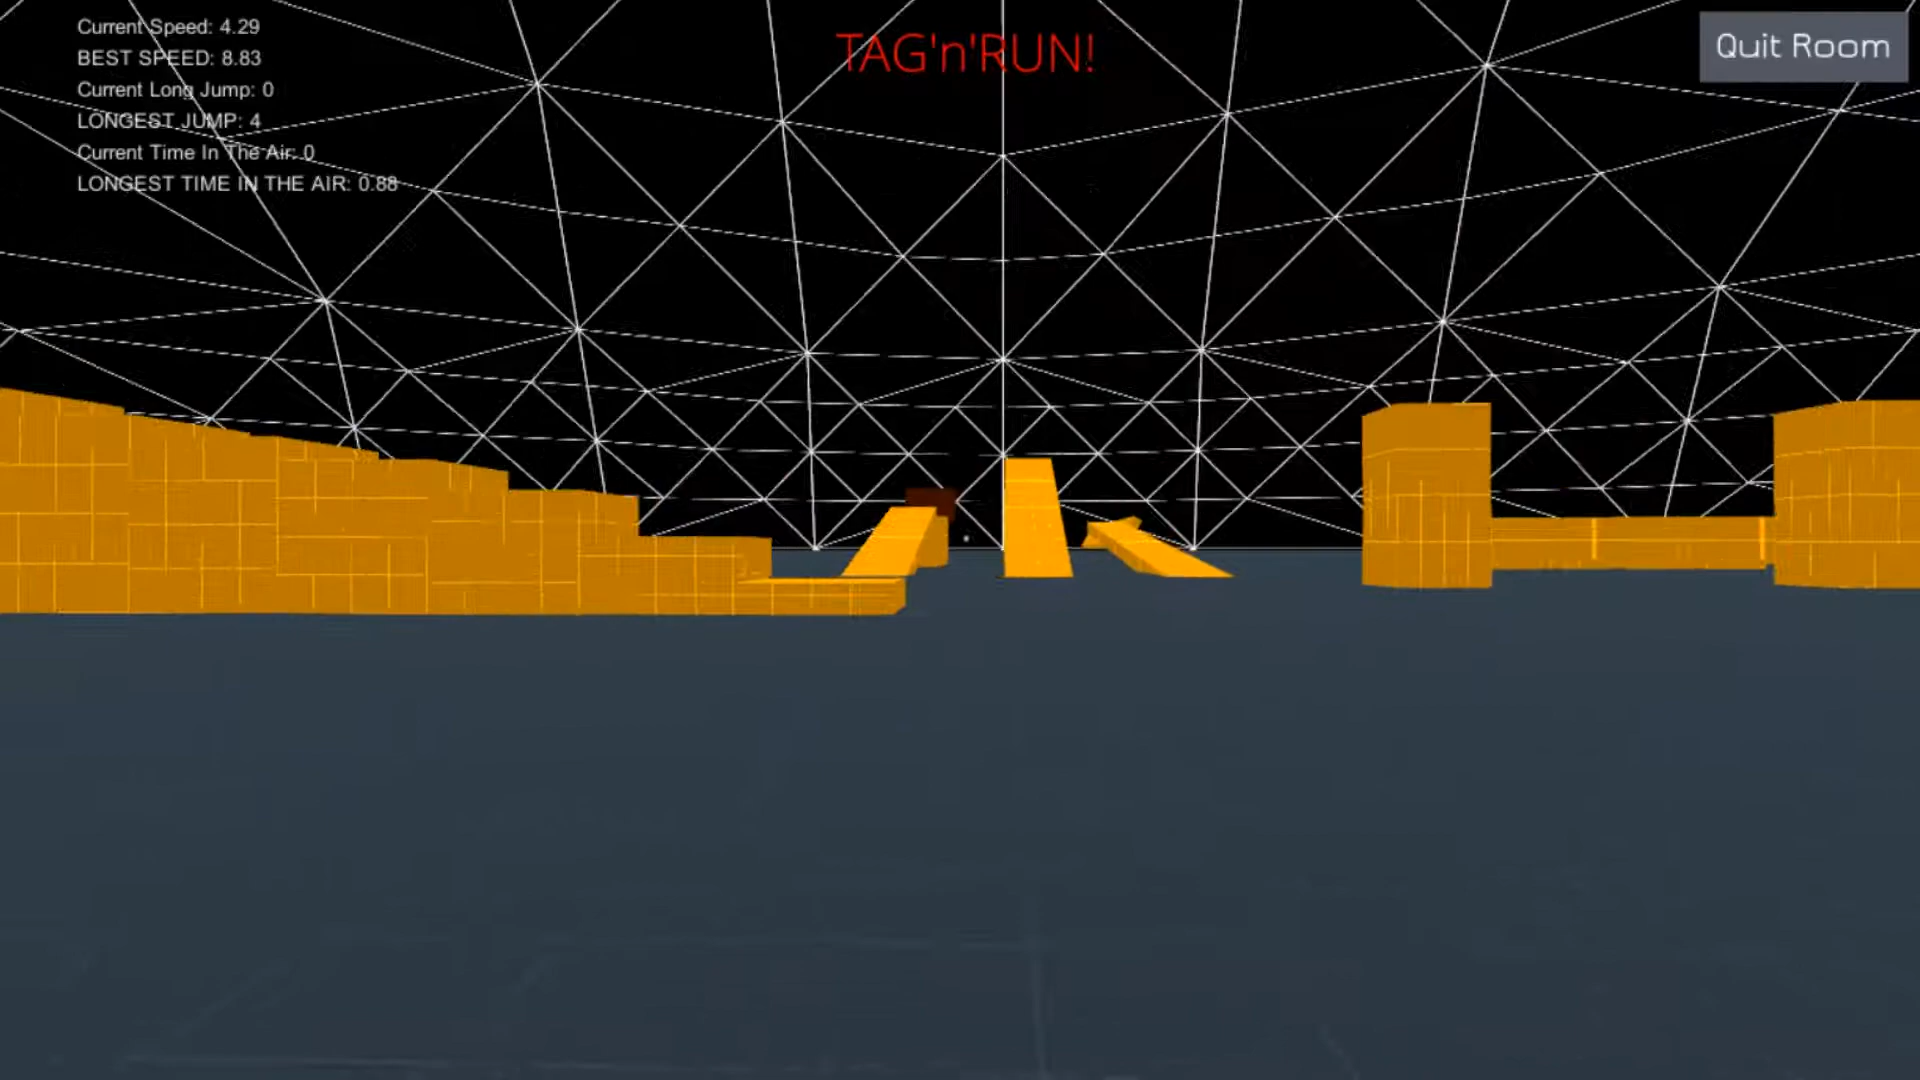 Current Speed: 4.29
BEST SPEED: 8.83
Current Long Jump: 0
LONGEST JUMP: 4
Current Time In The Air: 0
LONGEST TIME IN THE AIR: 0.88
TAG'n'RUN!
Quit Room